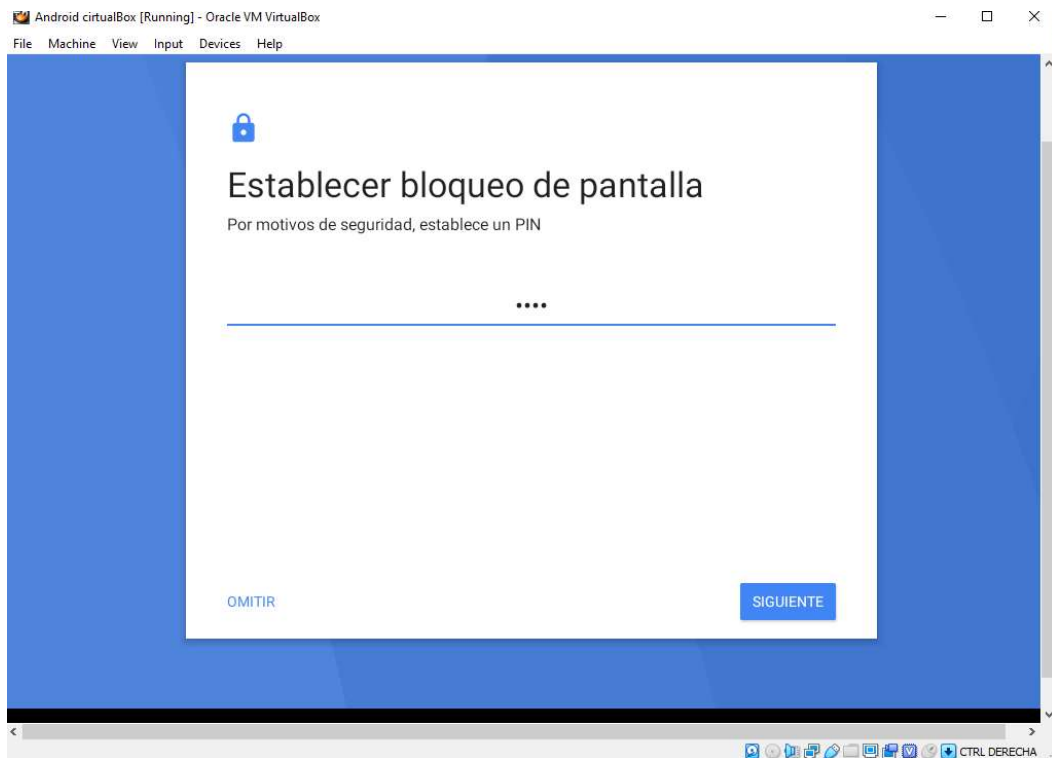 Android cirtualBox [Running] - Oracle VM VirtualBox
File Machine View Input Devices Help
Establecer bloqueo de pantalla
Por motivos de seguridad, establece un PIN
••••
OMITIR
SIGUIENTE
CTRL DERECHA